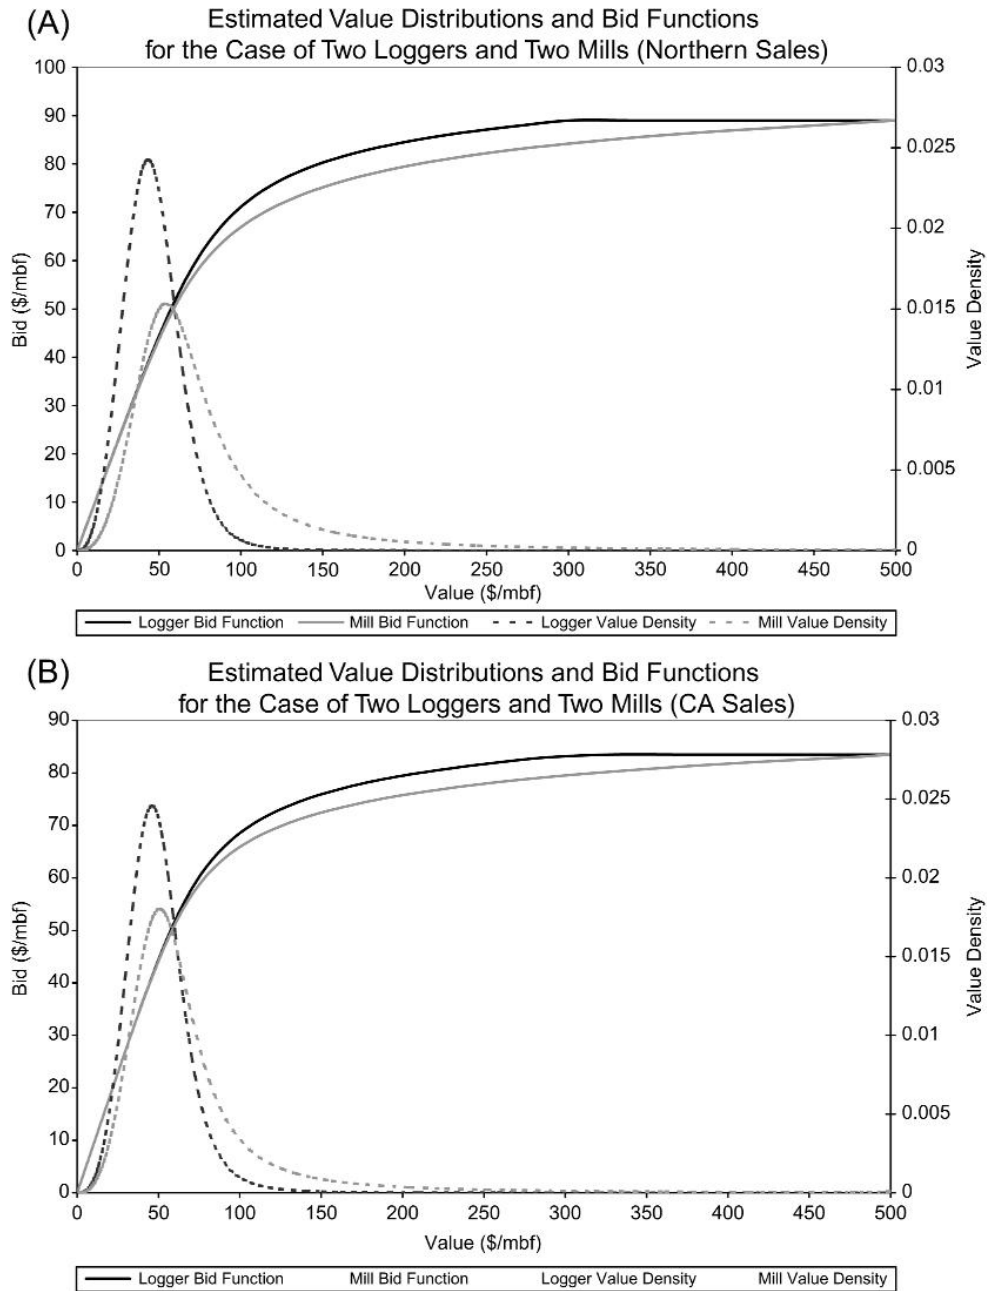 (A)
Estimated Value Distributions and Bid Functions
for the Case of Two Loggers and Two Mills (Northern Sales)
100
90
80
70
60
50
40
30
20
10
0
Bid ($/mbf)
0.03
0.025
0.02
0.015
0.01
0.005
0
Value Density
0 50 100 150 200 250 300 350 400 450 500
Value ($/mbf)
Logger Bid Function Mill Bid Function Logger Value Density Mill Value Density
(B)
Estimated Value Distributions and Bid Functions
for the Case of Two Loggers and Two Mills (CA Sales)
90
80
70
60
50
40
30
20
10
0
Bid ($/mbf)
0.03
0.025
0.02
0.015
0.01
0.005
0
Value Density
0 50 100 150 200 250 300 350 400 450 500
Value ($/mbf)
Logger Bid Function Mill Bid Function Logger Value Density Mill Value Density